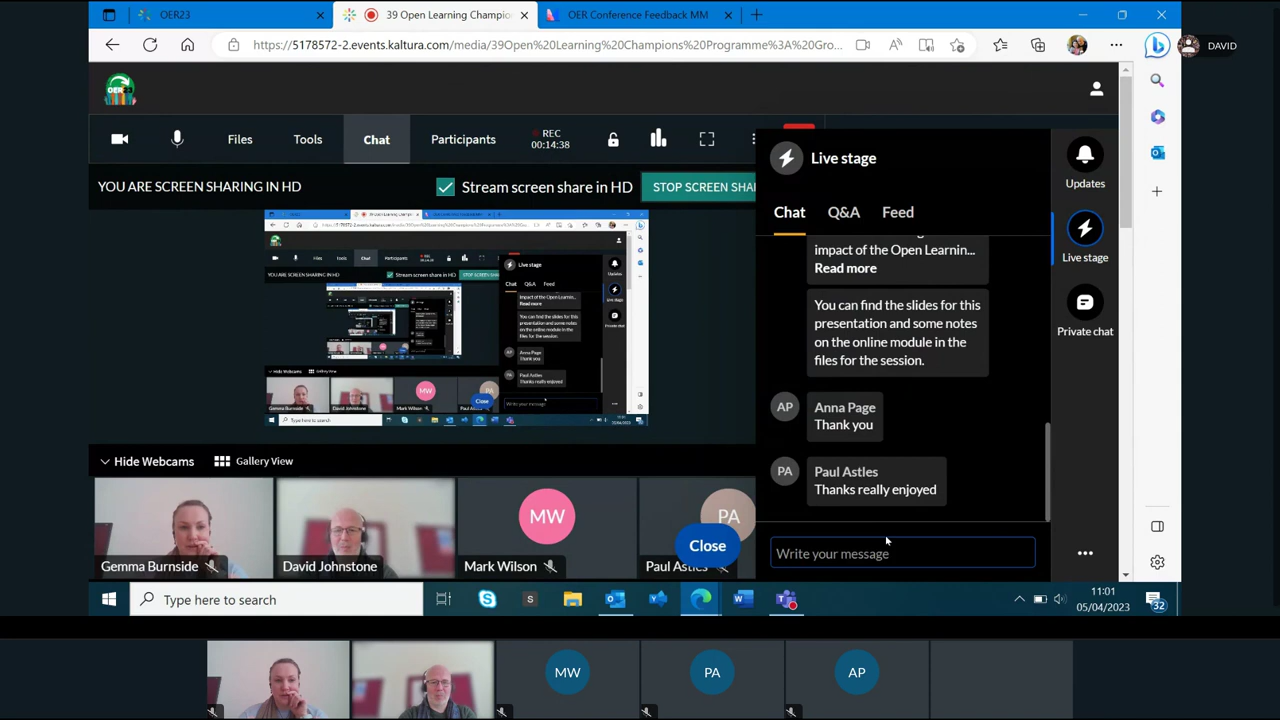 OER23
39 Open Learning Champio
OER Conference Feedback MM
https://5178572-2.events.kaltura.com/media/39Open%20Learning%20Champions%20Programme%3A%20Gro...
DAVID
Files
Tools
Chat
Participants
REC
00:14:38
YOU ARE SCREEN SHARING IN HD
Stream screen share in HD
STOP SCREEN SHA
Live stage
Chat
Q&A
Feed
impact of the Open Learnin...
Read more
You can find the slides for this
presentation and some notes
on the online module in the
files for the session.
AP
Anna Page
Thank you
PA
Paul Astles
Thanks really enjoyed
Write your message
Updates
Live stage
Private chat
Hide Webcams
Gallery View
Gemma Burnside
David Johnstone
MW
Mark Wilson
PA
Paul Astles
Close
Type here to search
11:01
05/04/2023
32
MW
PA
AP